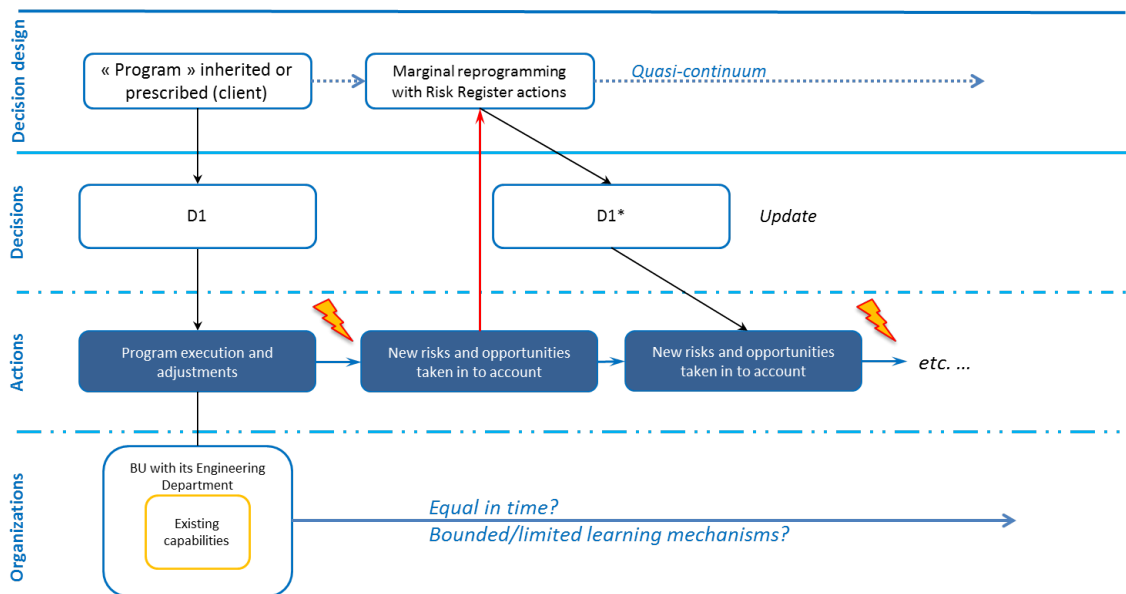 Decision design
« Program » inherited or
prescribed (client)
Marginal reprogramming
with Risk Register actions
Quasi-continuum
Decisions
D1
D1*
Update
Actions
Program execution and
adjustments
New risks and opportunities
taken in to account
New risks and opportunities
taken in to account
etc. ...
Organizations
BU with its Engineering
Department
Existing
capabilities
Equal in time?
Bounded/limited learning mechanisms?